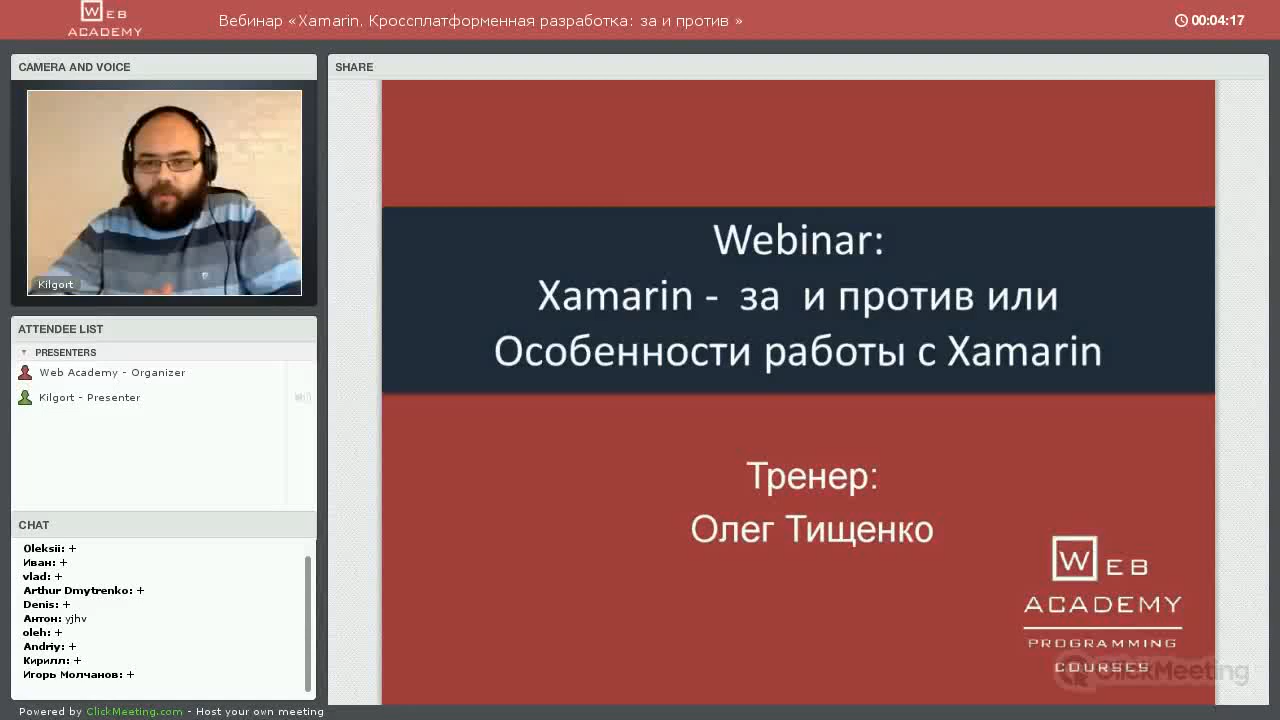 WEB
ACADEMY
Вебинар «Xamarin. Кроссплатформенная разработка: за и против »
00:04:17
CAMERA AND VOICE
Kilgort
ATTENDEE LIST
PRESENTERS
Web Academy - Organizer
Kilgort - Presenter
CHAT
Oleksii: +
Иван: +
vlad: +
Arthur Dmytrenko: +
Denis: +
Антон: yjhv
oleh: +
Andriy: +
Кирилл: +
Игорь Молчанов: +
SHARE
Webinar:
Xamarin - за и против или
Особенности работы с Xamarin
Тренер:
Олег Тищенко
WEB
ACADEMY
PROGRAMMING
COURSES
ClickMeeting
Powered by ClickMeeting.com - Host your own meeting